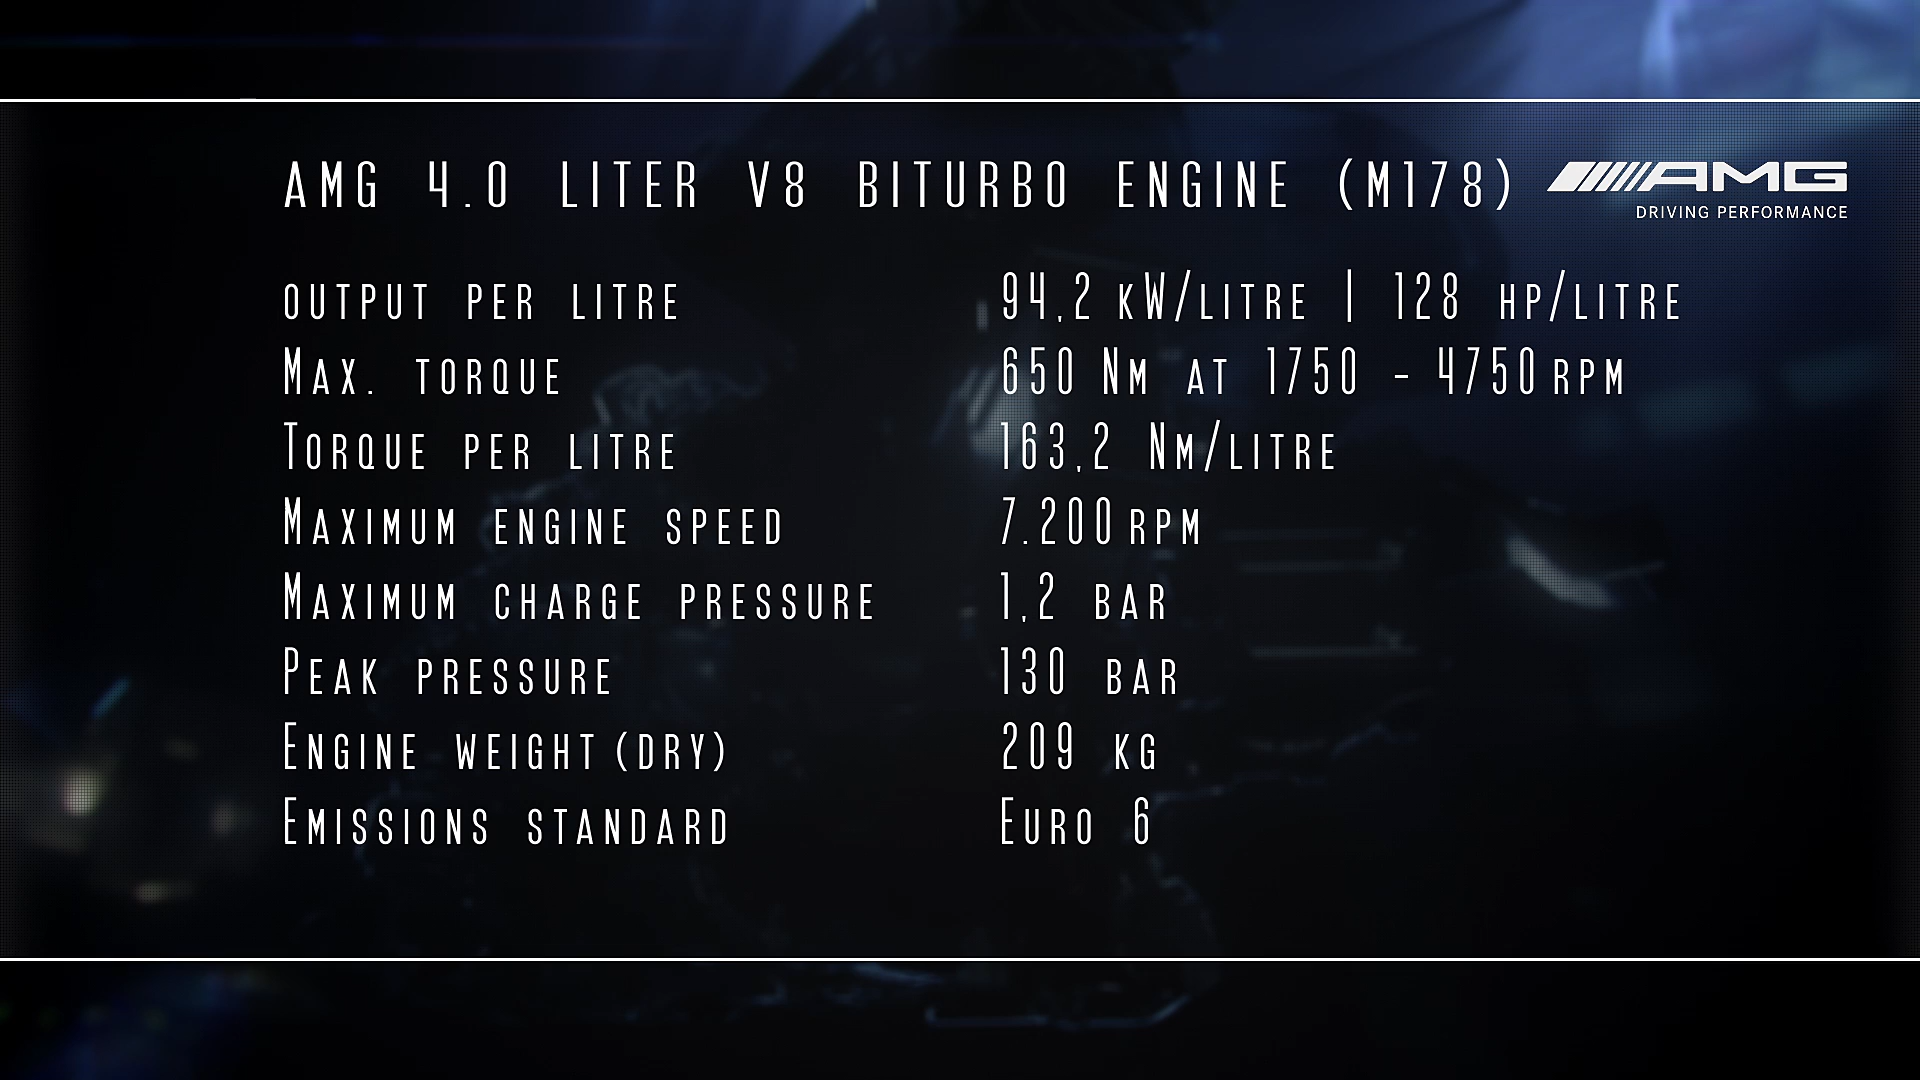 AMG 4.0 LITER V8 BITURBO ENGINE (M178)
AMG
DRIVING PERFORMANCE
OUTPUT PER LITRE 94,2 KW/LITRE | 128 HP/LITRE
MAX. TORQUE 650 NM AT 1750 - 4750 RPM
TORQUE PER LITRE 163,2 NM/LITRE
MAXIMUM ENGINE SPEED 7.200 RPM
MAXIMUM CHARGE PRESSURE 1,2 BAR
PEAK PRESSURE 130 BAR
ENGINE WEIGHT (DRY) 209 KG
EMISSIONS STANDARD EURO 6